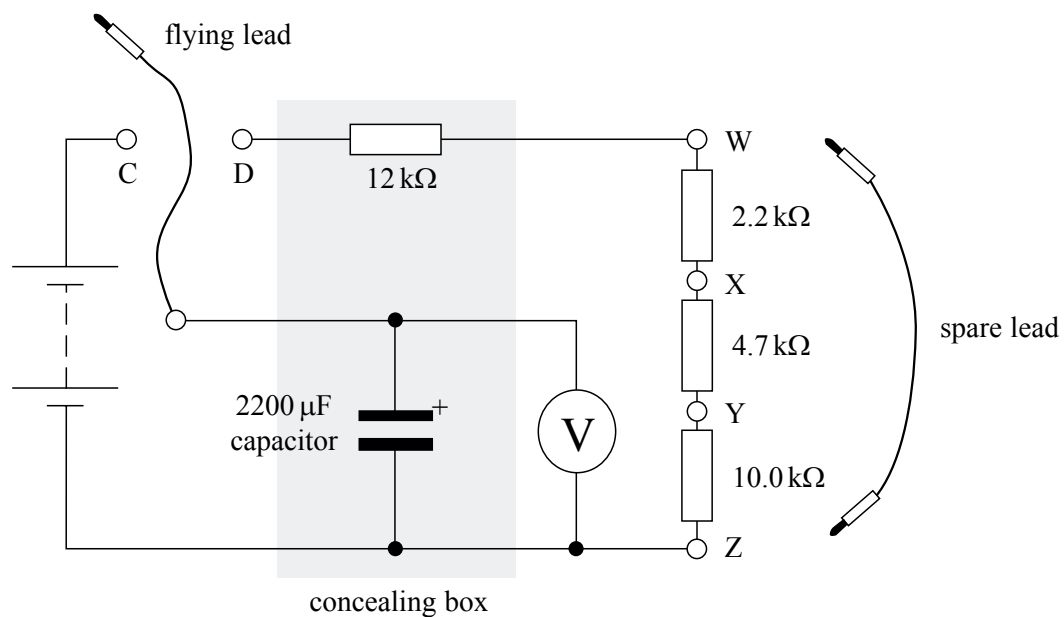 flying lead
C
D
12 kΩ
W
2.2 kΩ
X
4.7 kΩ
spare lead
Y
2200 µF
capacitor
+
V
10.0 kΩ
Z
concealing box